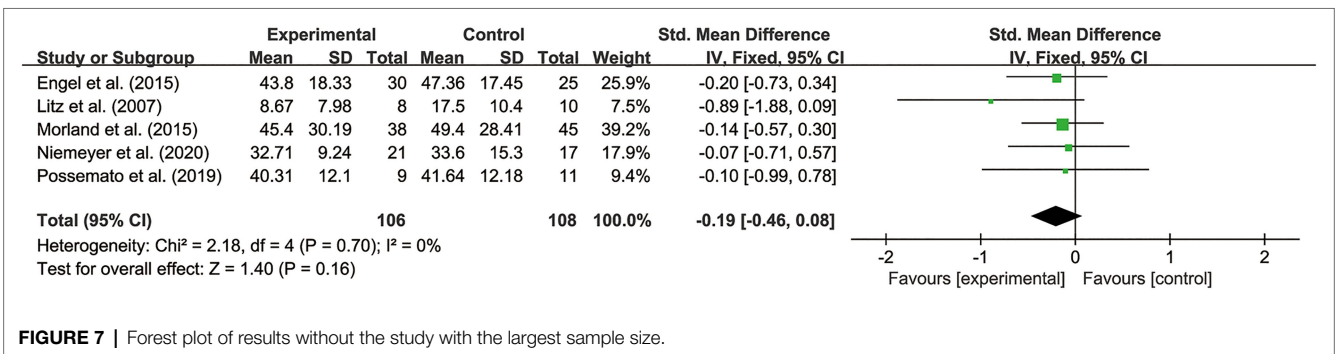 Experimental Control Std. Mean Difference Std. Mean Difference
Study or Subgroup Mean SD Total Mean SD Total Weight IV, Fixed, 95% CI IV, Fixed, 95% CI
Engel et al. (2015) 43.8 18.33 30 47.36 17.45 25 25.9% -0.20 [-0.73, 0.34]
Litz et al. (2007) 8.67 7.98 8 17.5 10.4 10 7.5% -0.89 [-1.88, 0.09]
Morland et al. (2015) 45.4 30.19 38 49.4 28.41 45 39.2% -0.14 [-0.57, 0.30]
Niemeyer et al. (2020) 32.71 9.24 21 33.6 15.3 17 17.9% -0.07 [-0.71, 0.57]
Possemato et al. (2019) 40.31 12.1 9 41.64 12.18 11 9.4% -0.10 [-0.99, 0.78]
Total (95% CI) 106 108 100.0% -0.19 [-0.46, 0.08]
Heterogeneity: Chi² = 2.18, df = 4 (P = 0.70); I² = 0%
Test for overall effect: Z = 1.40 (P = 0.16)
-2 -1 0 1 2
Favours [experimental] Favours [control]
FIGURE 7 | Forest plot of results without the study with the largest sample size.